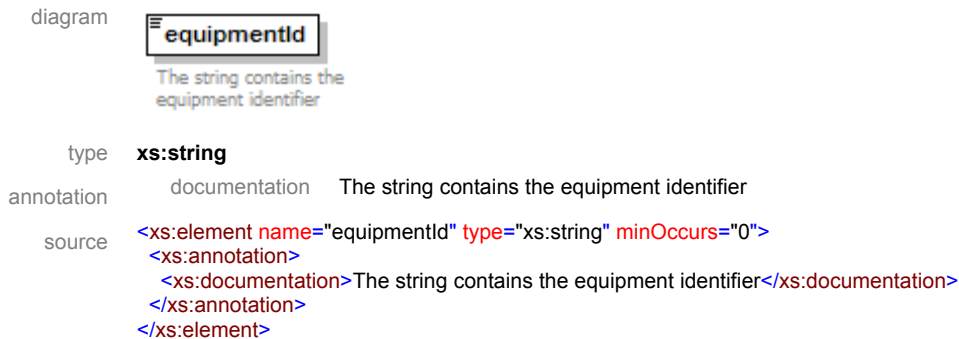 diagram
equipmentId
The string contains the
equipment identifier
type xs:string
annotation documentation The string contains the equipment identifier
source <xs:element name="equipmentId" type="xs:string" minOccurs="0">
<xs:annotation>
<xs:documentation>The string contains the equipment identifier</xs:documentation>
</xs:annotation>
</xs:element>